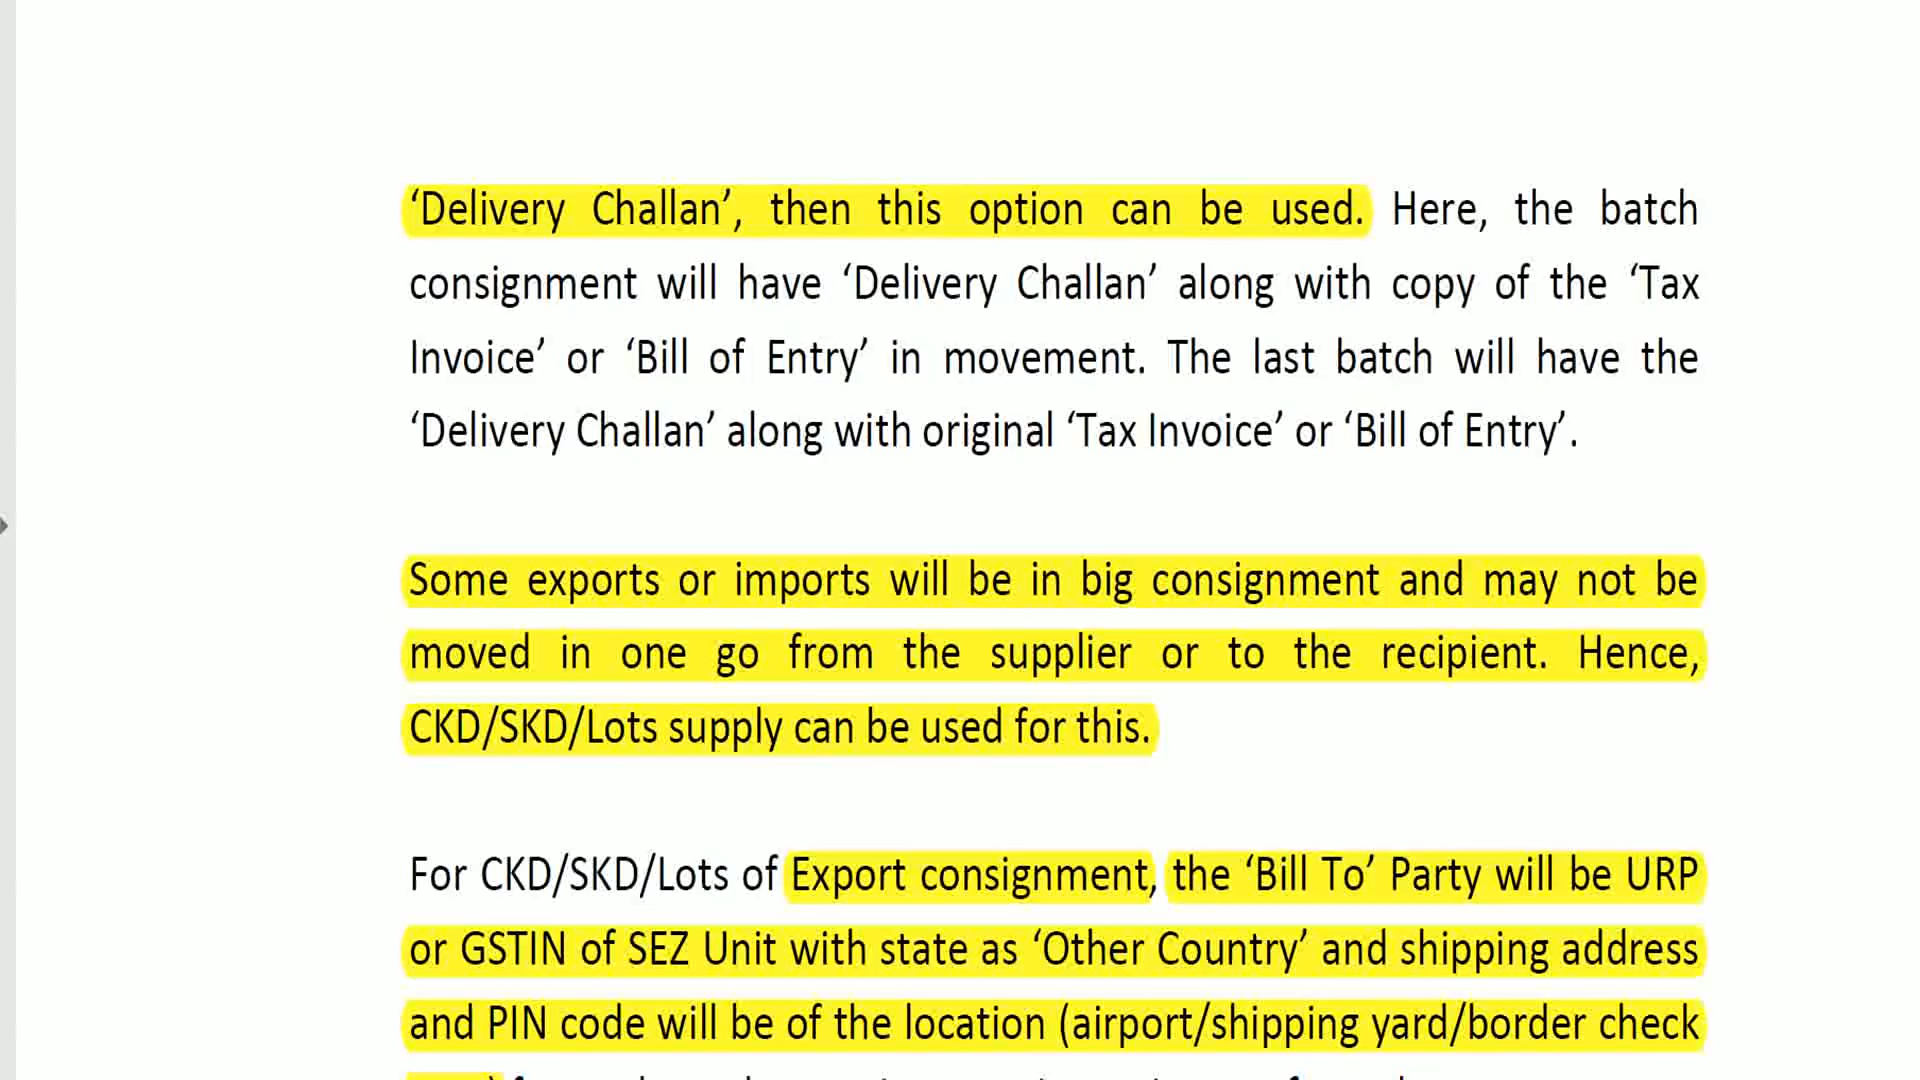 ‘Delivery Challan’, then this option can be used. Here, the batch
consignment will have ‘Delivery Challan’ along with copy of the ‘Tax
Invoice’ or ‘Bill of Entry’ in movement. The last batch will have the
‘Delivery Challan’ along with original ‘Tax Invoice’ or ‘Bill of Entry’.
Some exports or imports will be in big consignment and may not be
moved in one go from the supplier or to the recipient. Hence,
CKD/SKD/Lots supply can be used for this.
For CKD/SKD/Lots of Export consignment, the ‘Bill To’ Party will be URP
or GSTIN of SEZ Unit with state as ‘Other Country’ and shipping address
and PIN code will be of the location (airport/shipping yard/border check